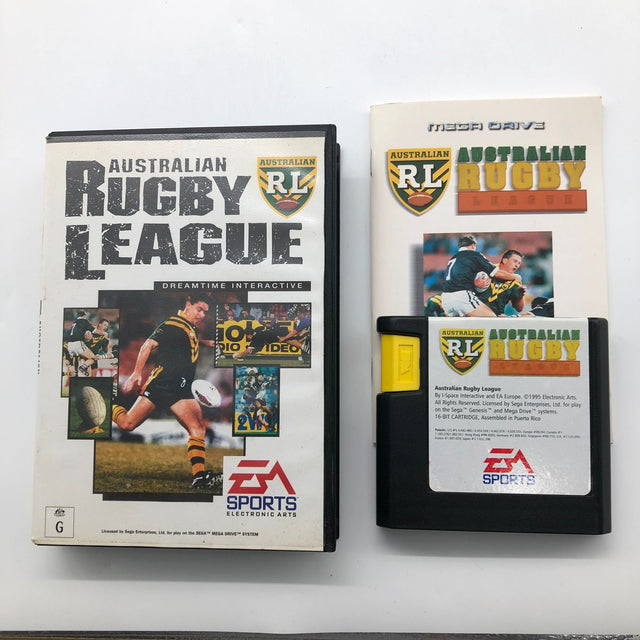 AUSTRALIAN
RUGBY
LEAGUE
AUSTRALIAN
RL
DREAMTIME INTERACTIVE
EA
SPORTS
ELECTRONIC ARTS
G
Licensed by Sega Enterprises, Ltd. for play on the SEGA™ MEGA DRIVE™ SYSTEM
MEGA DRIVE
AUSTRALIAN
RL
AUSTRALIAN
RUGBY
LEAGUE
AUSTRALIAN
RL
AUSTRALIAN
RUGBY
LEAGUE
Australian Rugby League
By I-Space Interactive and EA Europe. ©1995 Electronic Arts.
All Rights Reserved. Licensed by Sega Enterprises, Ltd. for play
on the Sega™ Genesis™ and Mega Drive™ systems.
16-BIT CARTRIDGE, Assembled in Puerto Rico
EA
SPORTS